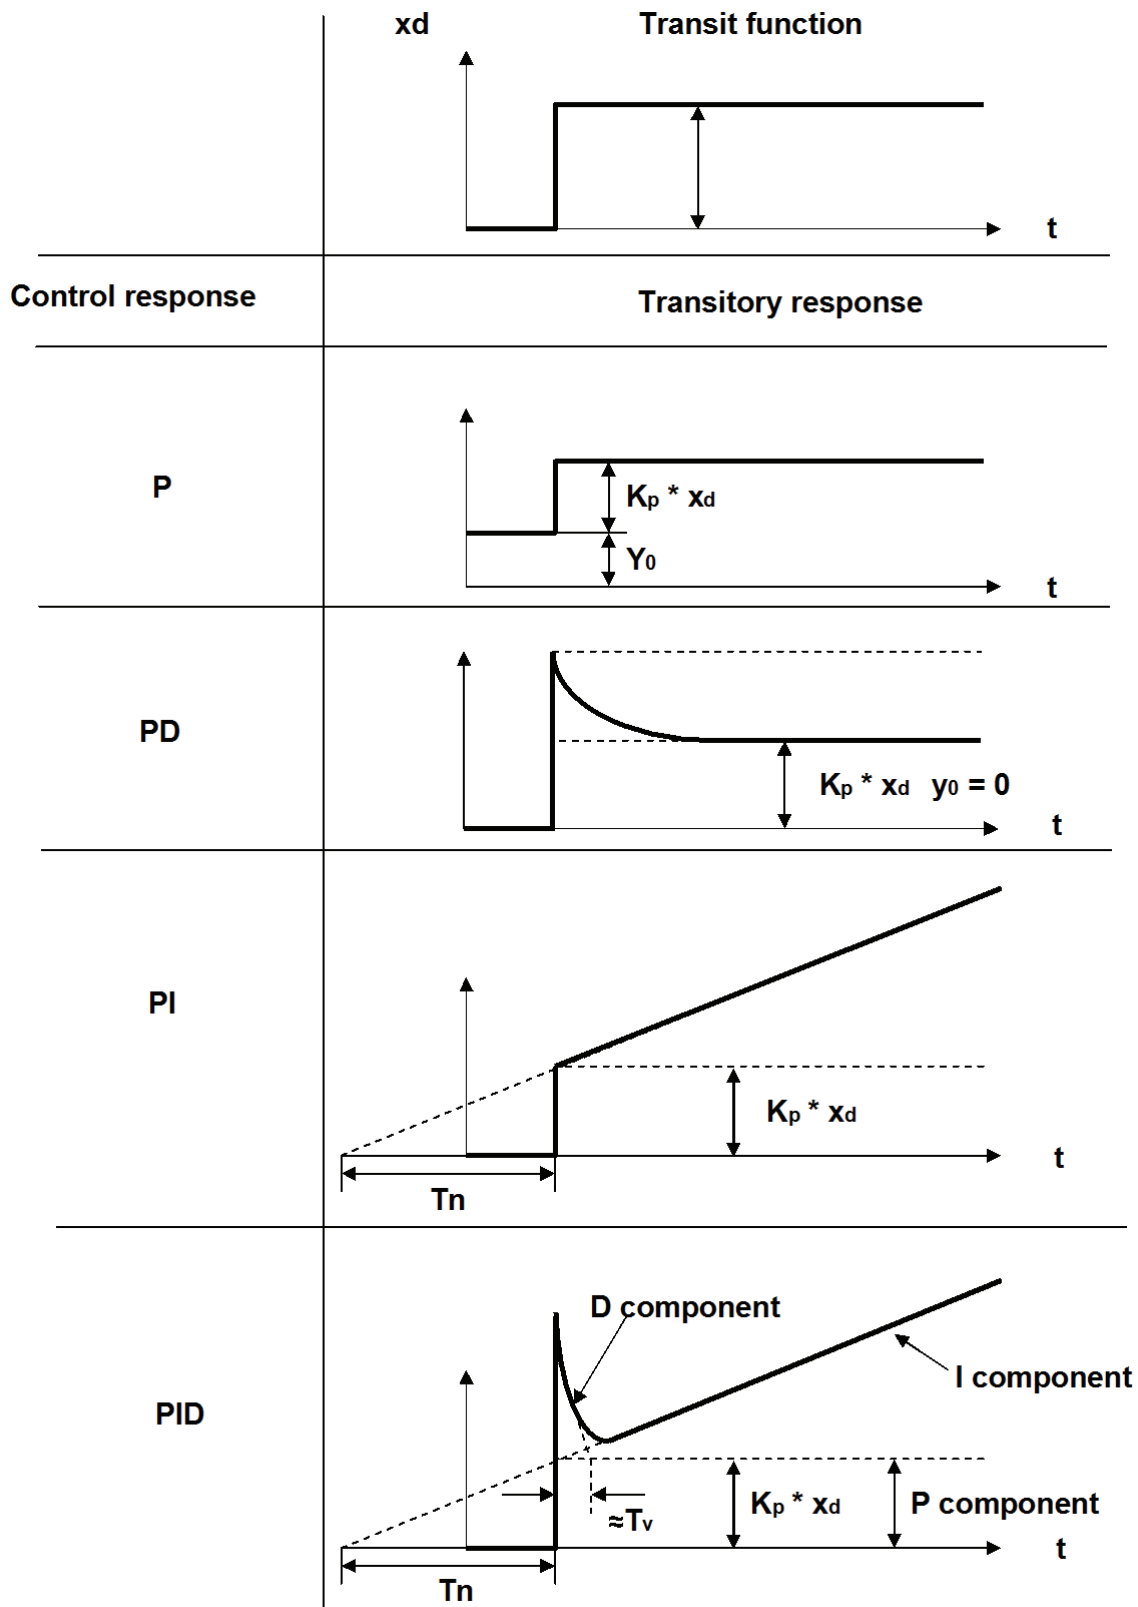 xd Transit function
t
Control response Transitory response
P
Kp * xd
Y0
t
PD
Kp * xd y0 = 0
t
PI
Kp * xd
t
Tn
D component
I component
PID
Kp * xd P component
≈Tv
t
Tn